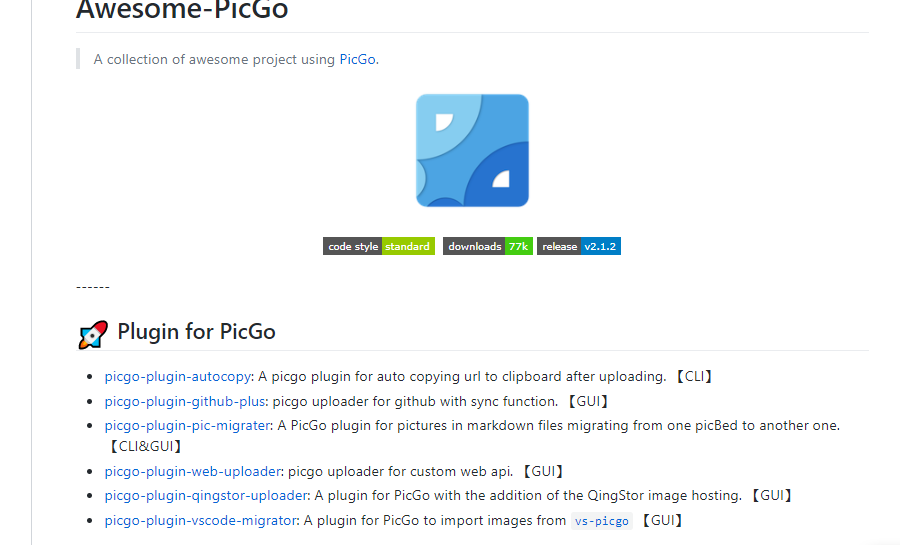 Awesome-PicGo
A collection of awesome project using PicGo.
code style standard downloads 77k release v2.1.2
------
Plugin for PicGo
picgo-plugin-autocopy: A picgo plugin for auto copying url to clipboard after uploading. 【CLI】
picgo-plugin-github-plus: picgo uploader for github with sync function. 【GUI】
picgo-plugin-pic-migrater: A PicGo plugin for pictures in markdown files migrating from one picBed to another one.
【CLI&GUI】
picgo-plugin-web-uploader: picgo uploader for custom web api. 【GUI】
picgo-plugin-qingstor-uploader: A plugin for PicGo with the addition of the QingStor image hosting. 【GUI】
picgo-plugin-vscode-migrator: A plugin for PicGo to import images from vs-picgo 【GUI】